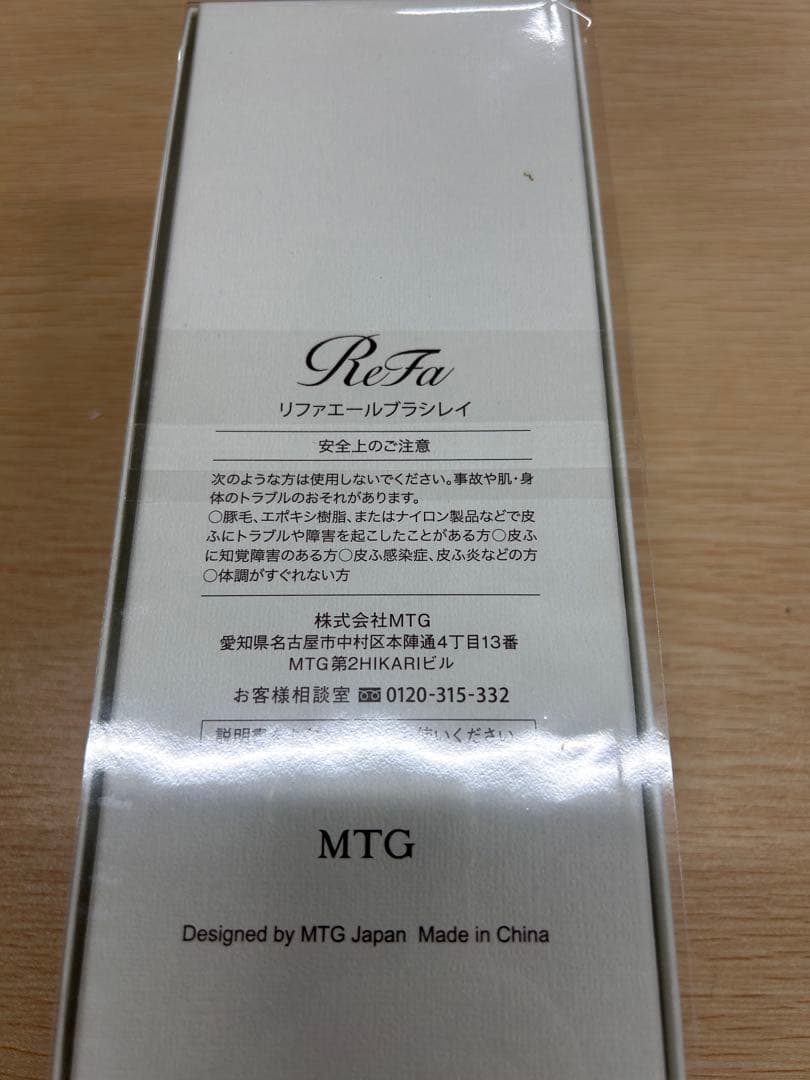 ReFa
リファエールブラシレイ
安全上のご注意
次のような方は使用しないでください。事故や肌・身
体のトラブルのおそれがあります。
○豚毛、エポキシ樹脂、またはナイロン製品などで皮
ふにトラブルや障害を起こしたことがある方○皮ふ
に知覚障害のある方○皮ふ感染症、皮ふ炎などの方
○体調がすぐれない方
株式会社MTG
愛知県名古屋市中村区本陣通4丁目13番
MTG第2HIKARIビル
お客様相談室 0120-315-332
説明書を いください
MTG
Designed by MTG Japan Made in China